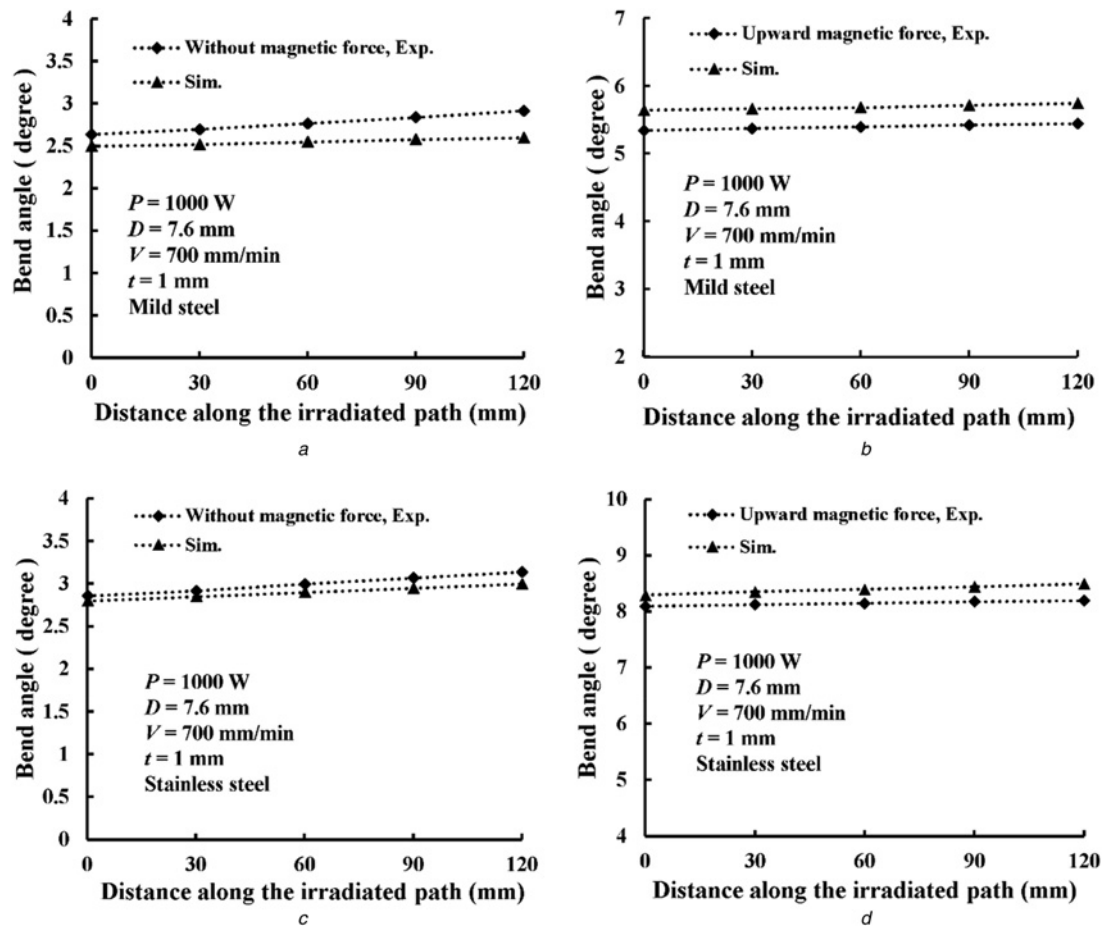 Bend angle ( degree )
4
3.5
3
2.5
2
1.5
1
0.5
0
Without magnetic force, Exp.
Sim.
P = 1000 W
D = 7.6 mm
V = 700 mm/min
t = 1 mm
Mild steel
0 30 60 90 120
Distance along the irradiated path (mm)
a
Bend angle ( degree )
7
6
5
4
3
2
Upward magnetic force, Exp.
Sim.
P = 1000 W
D = 7.6 mm
V = 700 mm/min
t = 1 mm
Mild steel
0 30 60 90 120
Distance along the irradiated path (mm)
b
Bend angle ( degree )
4
3.5
3
2.5
2
1.5
1
0.5
0
Without magnetic force, Exp.
Sim.
P = 1000 W
D = 7.6 mm
V = 700 mm/min
t = 1 mm
Stainless steel
0 30 60 90 120
Distance along the irradiated path (mm)
c
Bend angle ( degree )
10
9
8
7
6
5
4
Upward magnetic force, Exp.
Sim.
P = 1000 W
D = 7.6 mm
V = 700 mm/min
t = 1 mm
Stainless steel
0 30 60 90 120
Distance along the irradiated path (mm)
d